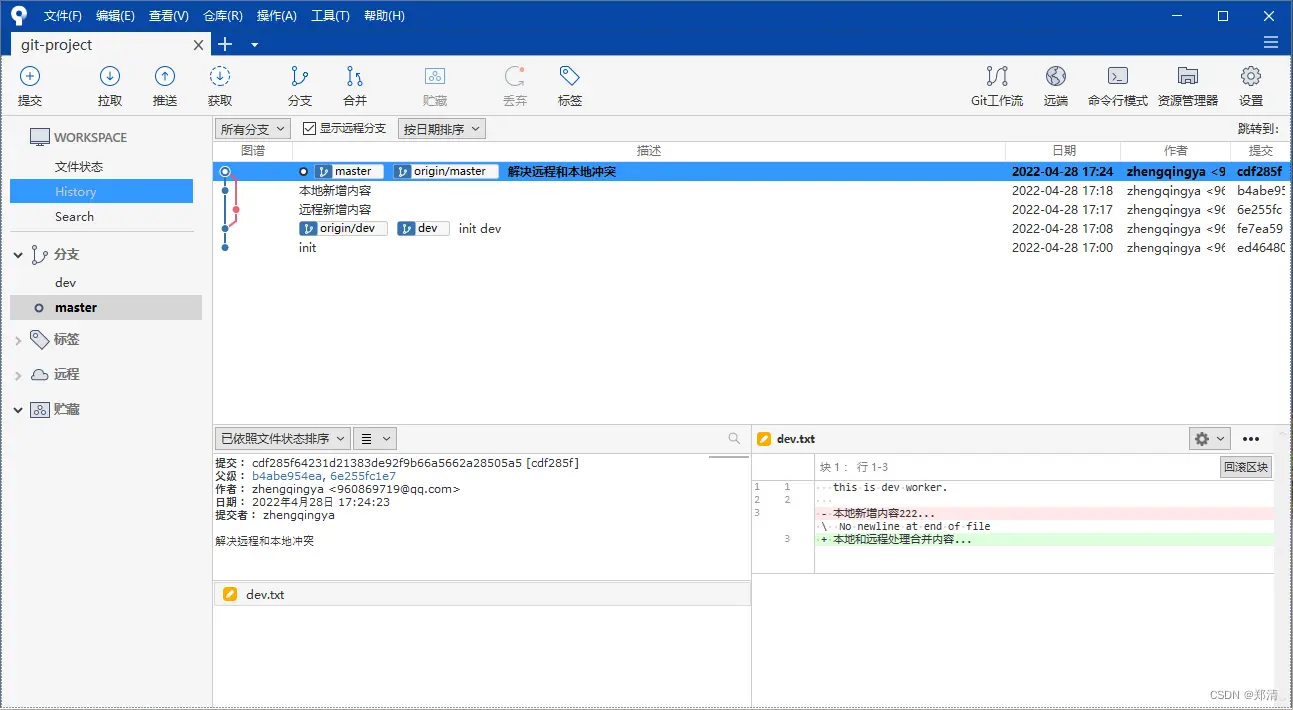 文件(F) 编辑(E) 查看(V) 仓库(R) 操作(A) 工具(T) 帮助(H)
git-project
提交 拉取 推送 获取 分支 合并 贮藏 丢弃 标签 Git工作流 远端 命令行模式 资源管理器 设置
WORKSPACE
文件状态
History
Search
分支
dev
master
标签
远程
贮藏
所有分支 显示远程分支 按日期排序 跳转到:
图谱 描述 日期 作者 提交
master origin/master 解决远程和本地冲突 2022-04-28 17:24 zhengqingya <9 cdf285f
本地新增内容 2022-04-28 17:18 zhengqingya <96 b4abe95
远程新增内容 2022-04-28 17:17 zhengqingya <96 6e255fc
origin/dev dev init dev 2022-04-28 17:08 zhengqingya <96 fe7ea59
init 2022-04-28 17:00 zhengqingya <96 ed46480
已依照文件状态排序
提交： cdf285f64231d21383de92f9b66a5662a28505a5 [cdf285f]
父级： b4abe954ea, 6e255fc1e7
作者： zhengqingya <960869719@qq.com>
日期： 2022年4月28日 17:24:23
提交者： zhengqingya
解决远程和本地冲突
dev.txt
dev.txt
块 1： 行 1-3 回滚区块
1 1 this is dev worker.
2 2
3 - 本地新增内容222...
\ No newline at end of file
3 + 本地和远程处理合并内容...
CSDN @郑清